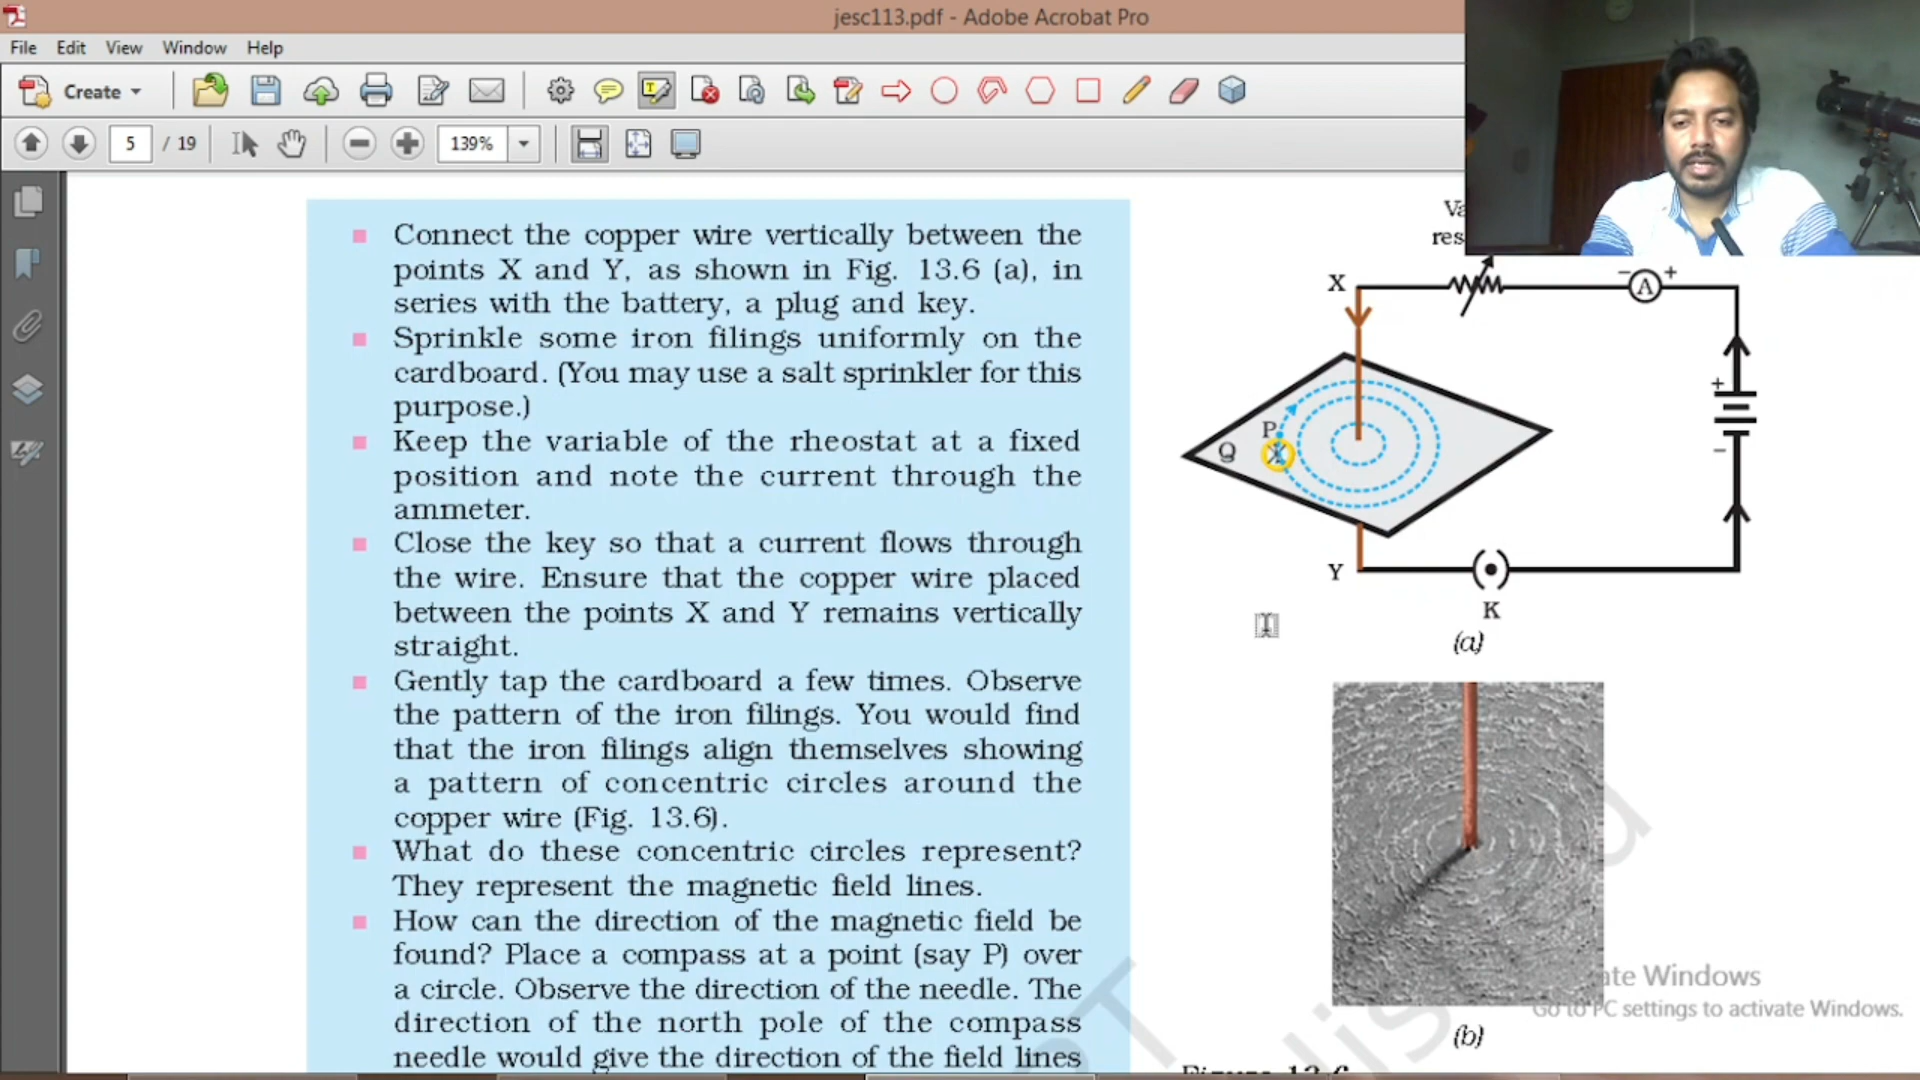 jesc113.pdf - Adobe Acrobat Pro
File Edit View Window Help
Create
5 / 19 139%
Connect the copper wire vertically between the
points X and Y, as shown in Fig. 13.6 (a), in
series with the battery, a plug and key.
Sprinkle some iron filings uniformly on the
cardboard. (You may use a salt sprinkler for this
purpose.)
Keep the variable of the rheostat at a fixed
position and note the current through the
ammeter.
Close the key so that a current flows through
the wire. Ensure that the copper wire placed
between the points X and Y remains vertically
straight.
Gently tap the cardboard a few times. Observe
the pattern of the iron filings. You would find
that the iron filings align themselves showing
a pattern of concentric circles around the
copper wire (Fig. 13.6).
What do these concentric circles represent?
They represent the magnetic field lines.
How can the direction of the magnetic field be
found? Place a compass at a point (say P) over
a circle. Observe the direction of the needle. The
direction of the north pole of the compass
needle would give the direction of the field lines
Va
res
X
− A +
P
Q
+
−
Y
K
(a)
ate Windows
Go to PC settings to activate Windows.
(b)